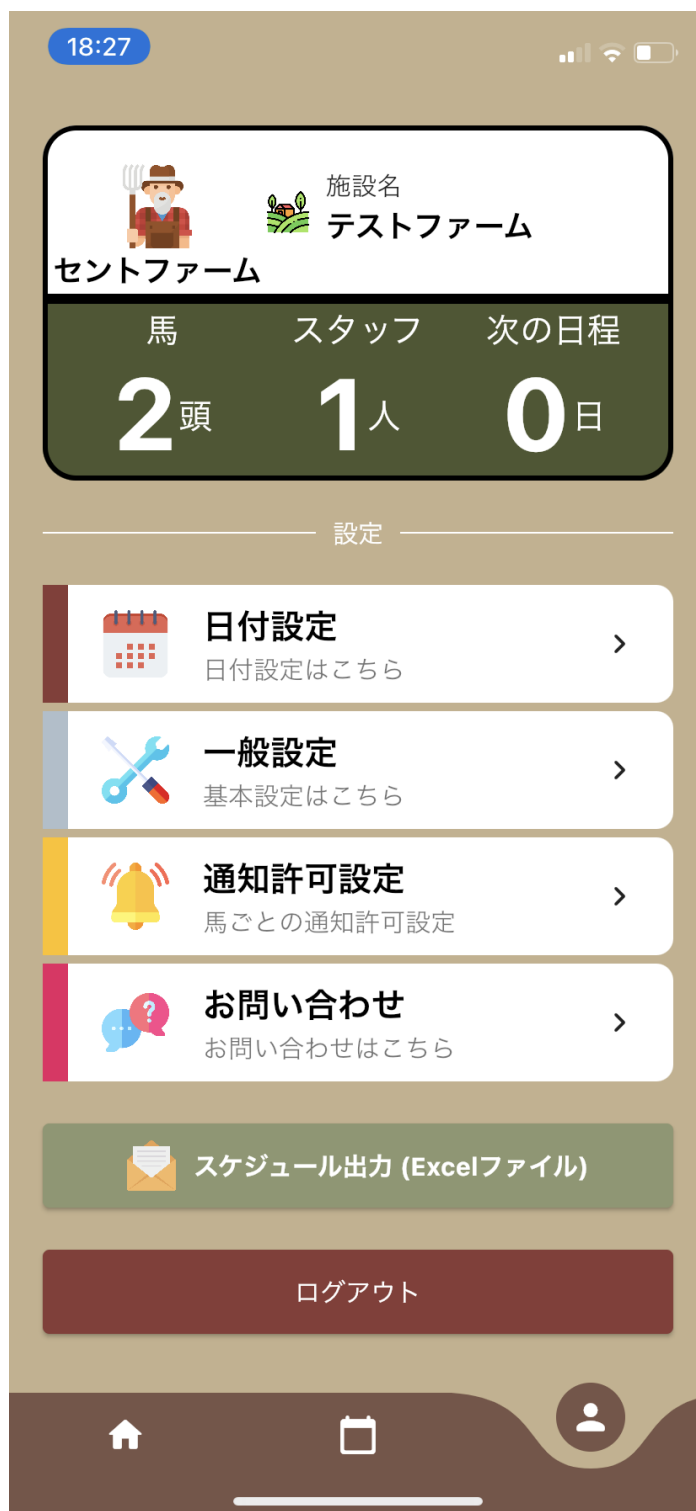 18:27
施設名
テストファーム
セントファーム
馬 スタッフ 次の日程
2頭 1人 0日
設定
日付設定
日付設定はこちら
一般設定
基本設定はこちら
通知許可設定
馬ごとの通知許可設定
お問い合わせ
お問い合わせはこちら
スケジュール出力 (Excelファイル)
ログアウト